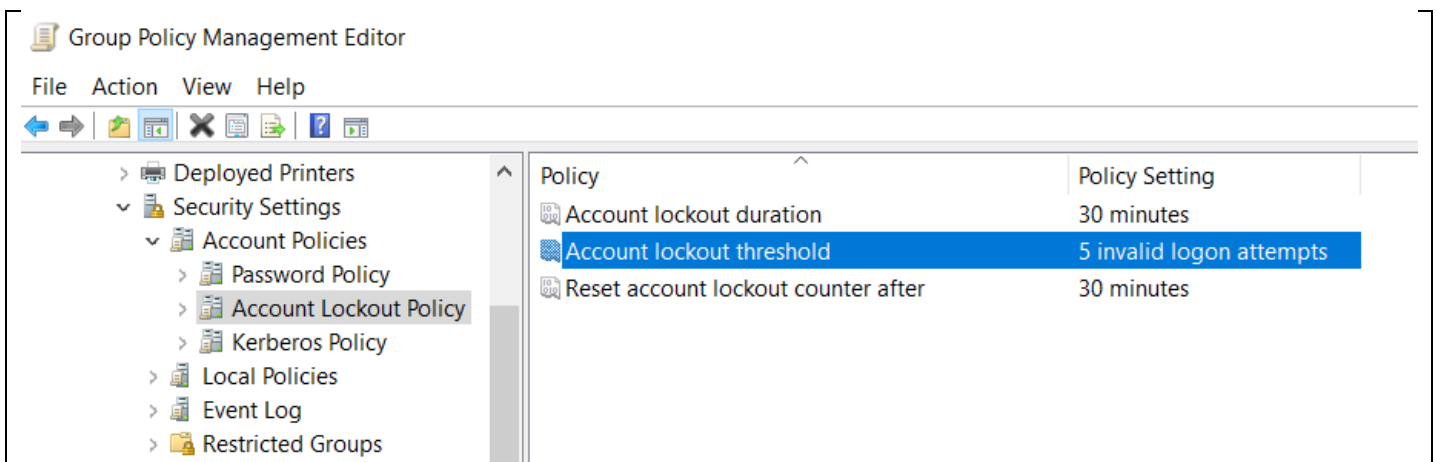 Group Policy Management Editor
File Action View Help
Deployed Printers
Security Settings
Account Policies
Password Policy
Account Lockout Policy
Kerberos Policy
Local Policies
Event Log
Restricted Groups
Policy Policy Setting
Account lockout duration 30 minutes
Account lockout threshold 5 invalid logon attempts
Reset account lockout counter after 30 minutes